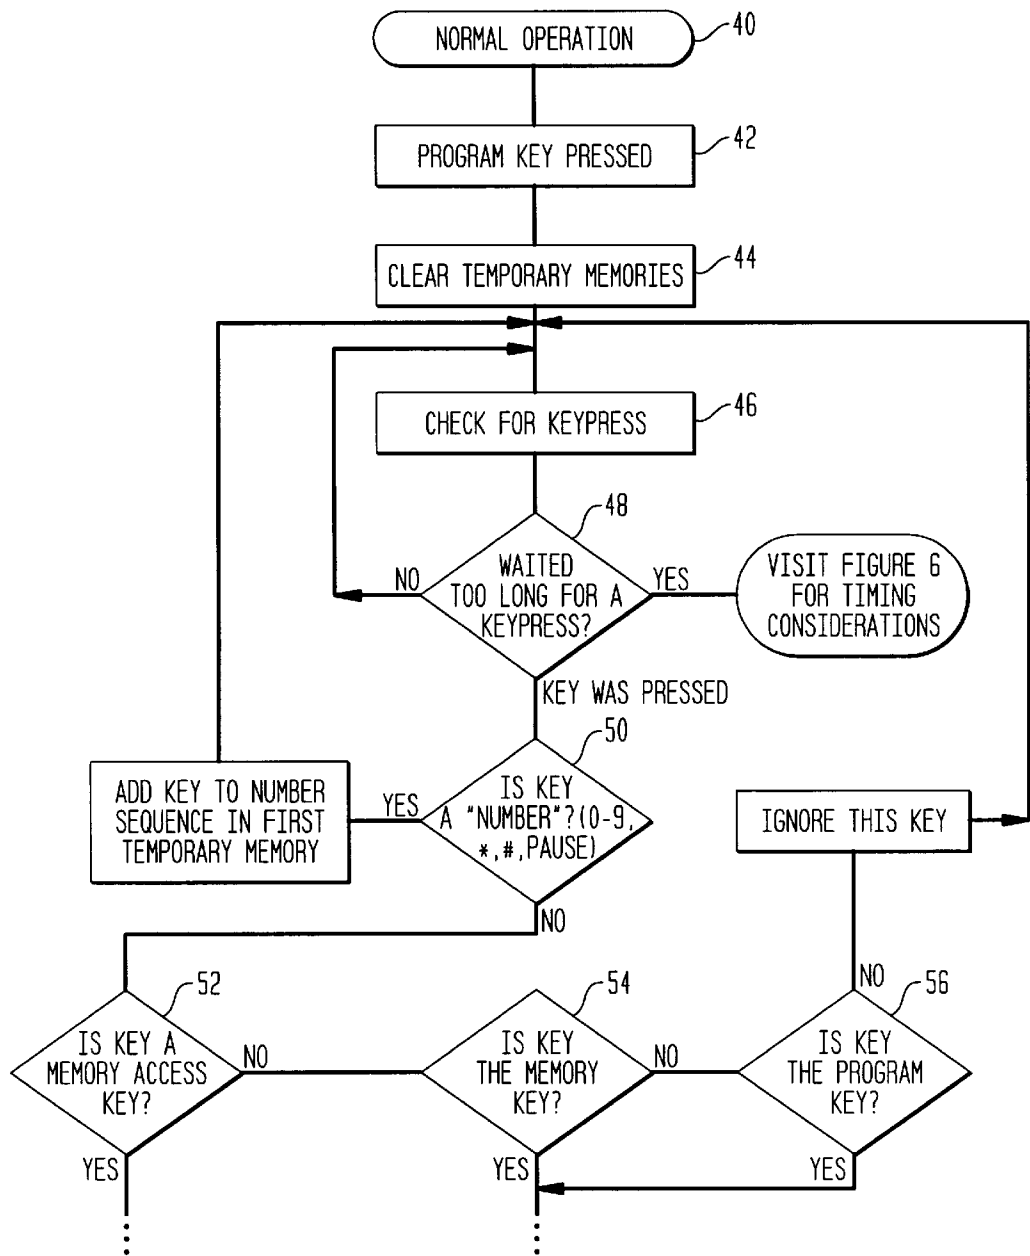 NORMAL OPERATION
40
PROGRAM KEY PRESSED
42
CLEAR TEMPORARY MEMORIES
44
CHECK FOR KEYPRESS
46
48
WAITED
TOO LONG FOR A
KEYPRESS?
NO
YES
VISIT FIGURE 6
FOR TIMING
CONSIDERATIONS
KEY WAS PRESSED
50
IS KEY
A "NUMBER"?(0-9,
*,#,PAUSE)
YES
ADD KEY TO NUMBER
SEQUENCE IN FIRST
TEMPORARY MEMORY
IGNORE THIS KEY
NO
52
IS KEY A
MEMORY ACCESS
KEY?
NO
YES
54
IS KEY
THE MEMORY
KEY?
NO
YES
NO
56
IS KEY
THE PROGRAM
KEY?
YES